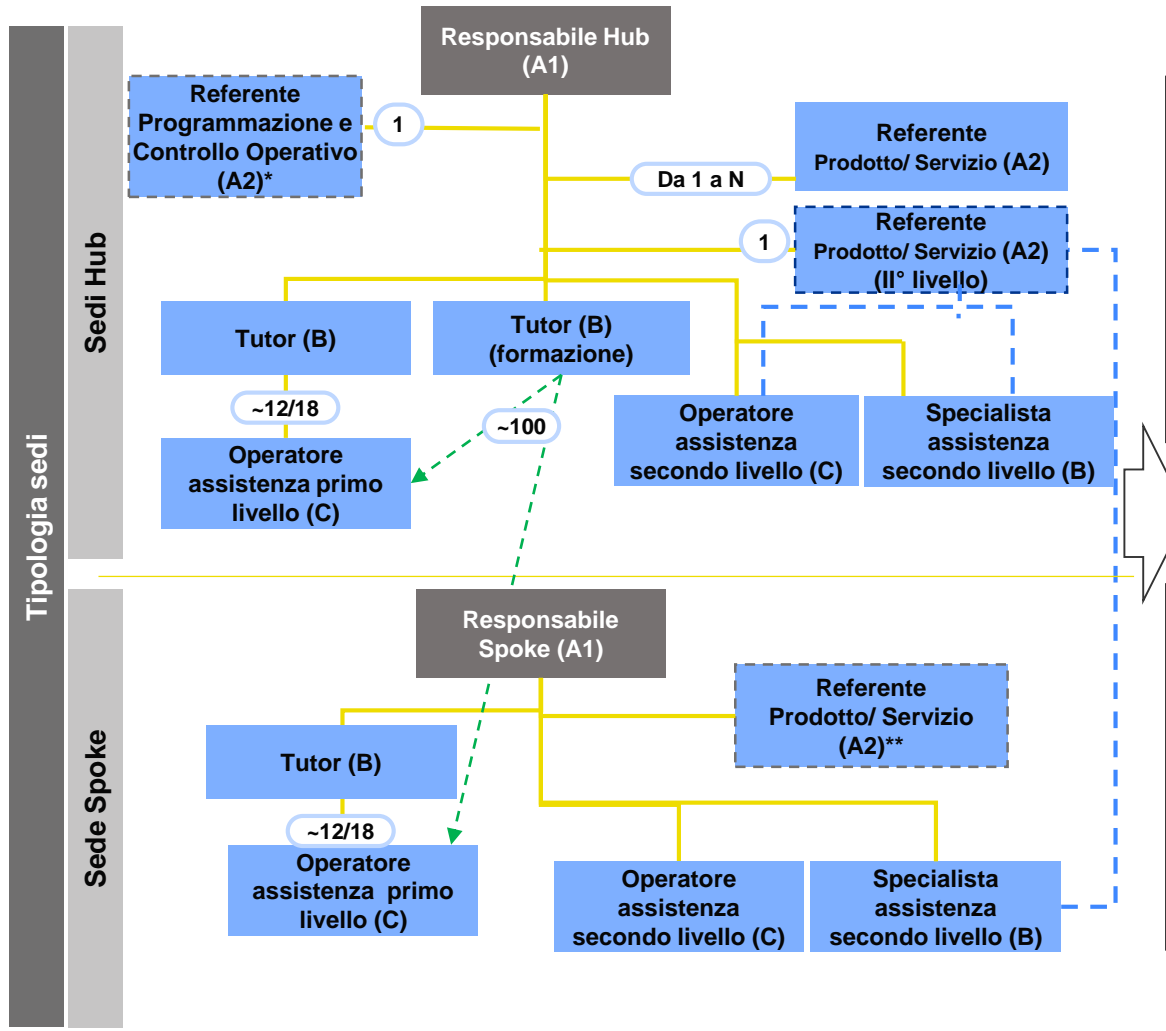 Tipologia sedi
Sedi Hub
Responsabile Hub
(A1)
Referente
Programmazione e
Controllo Operativo
(A2)*
1
Referente
Prodotto/ Servizio (A2)
Da 1 a N
1
Referente
Prodotto/ Servizio (A2)
(II° livello)
Tutor (B)
Tutor (B)
(formazione)
~12/18
~100
Operatore
assistenza primo
livello (C)
Operatore
assistenza
secondo livello (C)
Specialista
assistenza
secondo livello (B)
Sede Spoke
Responsabile
Spoke (A1)
Referente
Prodotto/ Servizio
(A2)**
Tutor (B)
~12/18
Operatore
assistenza  primo
livello (C)
Operatore
assistenza
secondo livello (C)
Specialista
assistenza
secondo livello (B)